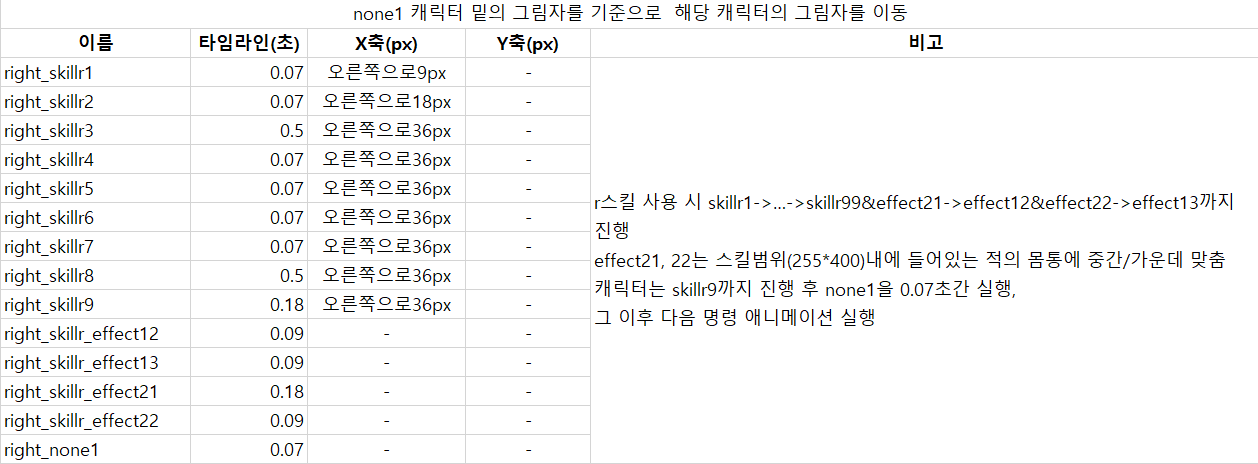 none1 캐릭터 밑의 그림자를 기준으로 해당 캐릭터의 그림자를 이동
이름 타임라인(초) X축(px) Y축(px) 비고
right_skillr1 0.07 오른쪽으로9px -
right_skillr2 0.07 오른쪽으로18px -
right_skillr3 0.5 오른쪽으로36px -
right_skillr4 0.07 오른쪽으로36px -
right_skillr5 0.07 오른쪽으로36px -
right_skillr6 0.07 오른쪽으로36px -
right_skillr7 0.07 오른쪽으로36px -
right_skillr8 0.5 오른쪽으로36px -
right_skillr9 0.18 오른쪽으로36px -
right_skillr_effect12 0.09 - -
right_skillr_effect13 0.09 - -
right_skillr_effect21 0.18 - -
right_skillr_effect22 0.09 - -
right_none1 0.07 - -
r스킬 사용 시 skillr1->...->skillr99&effect21->effect12&effect22->effect13까지
진행
effect21, 22는 스킬범위(255*400)내에 들어있는 적의 몸통에 중간/가운데 맞춤
캐릭터는 skillr9까지 진행 후 none1을 0.07초간 실행,
그 이후 다음 명령 애니메이션 실행